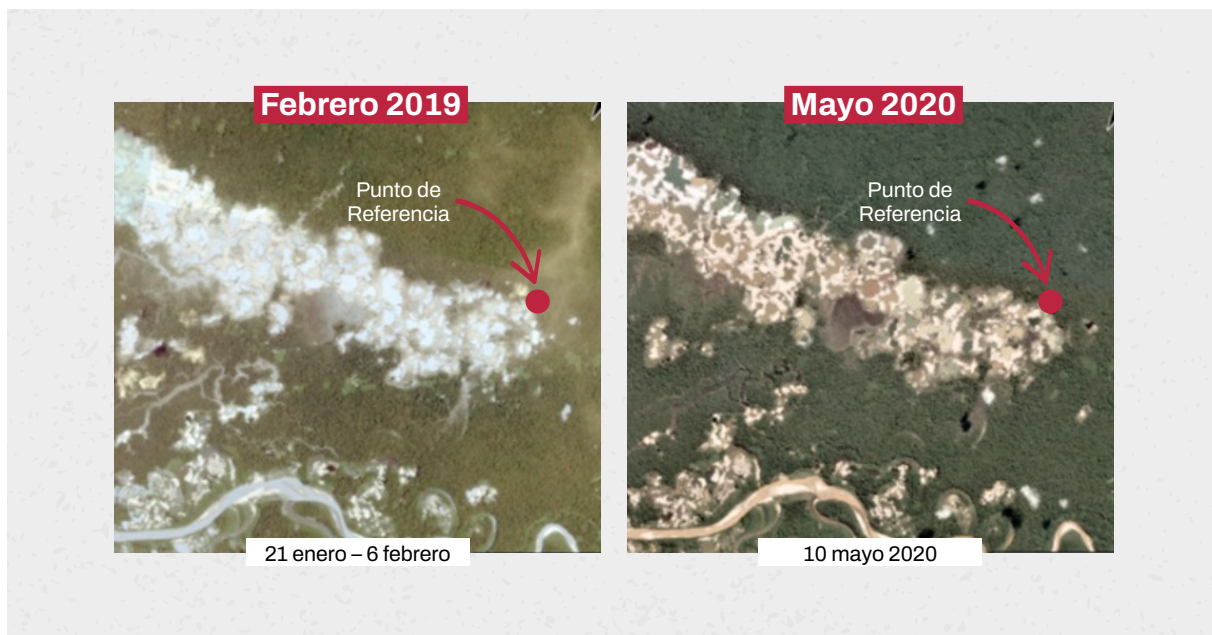 Febrero 2019
Punto de
Referencia
21 enero – 6 febrero
Mayo 2020
Punto de
Referencia
10 mayo 2020